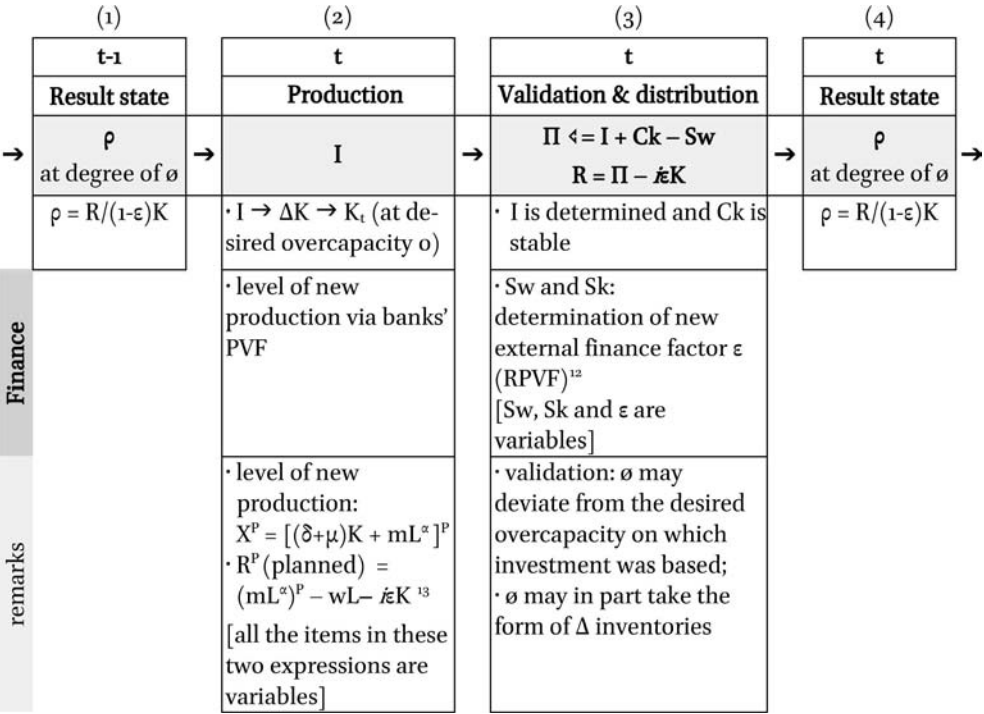 (1) (2) (3) (4)
t-1 t t t
Result state Production Validation & distribution Result state
→ ρ → I → Π ⩤= I + Ck – Sw → ρ →
at degree of ø R = Π – iεK at degree of ø
ρ = R/(1-ε)K
· I → ΔK → Kₜ (at de-
sired overcapacity o)
· I is determined and Ck is
stable
ρ = R/(1-ε)K
Finance
· level of new
production via banks’
PVF
· Sw and Sk:
determination of new
external finance factor ε
(RPVF)¹²
[Sw, Sk and ε are
variables]
remarks
· level of new
production:
Xᴾ = [(δ+μ)K + mLᵅ ]ᴾ
· Rᴾ (planned) =
(mLᵅ)ᴾ – wL– iεK ¹³
[all the items in these
two expressions are
variables]
· validation: ø may
deviate from the desired
overcapacity on which
investment was based;
· ø may in part take the
form of Δ inventories